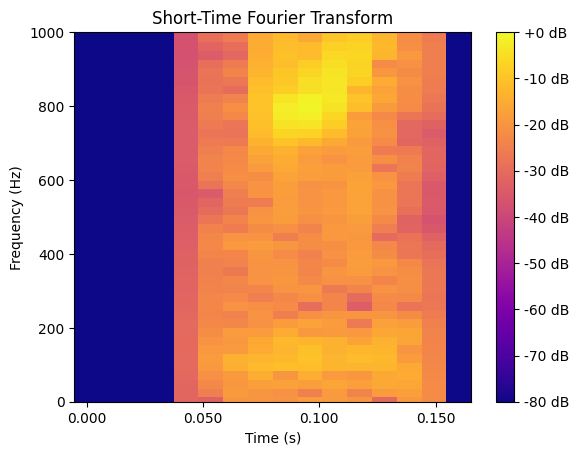 Short-Time Fourier Transform
1000
800
600
400
200
0
Frequency (Hz)
0.000
0.050
0.100
0.150
Time (s)
+0 dB
-10 dB
-20 dB
-30 dB
-40 dB
-50 dB
-60 dB
-70 dB
-80 dB